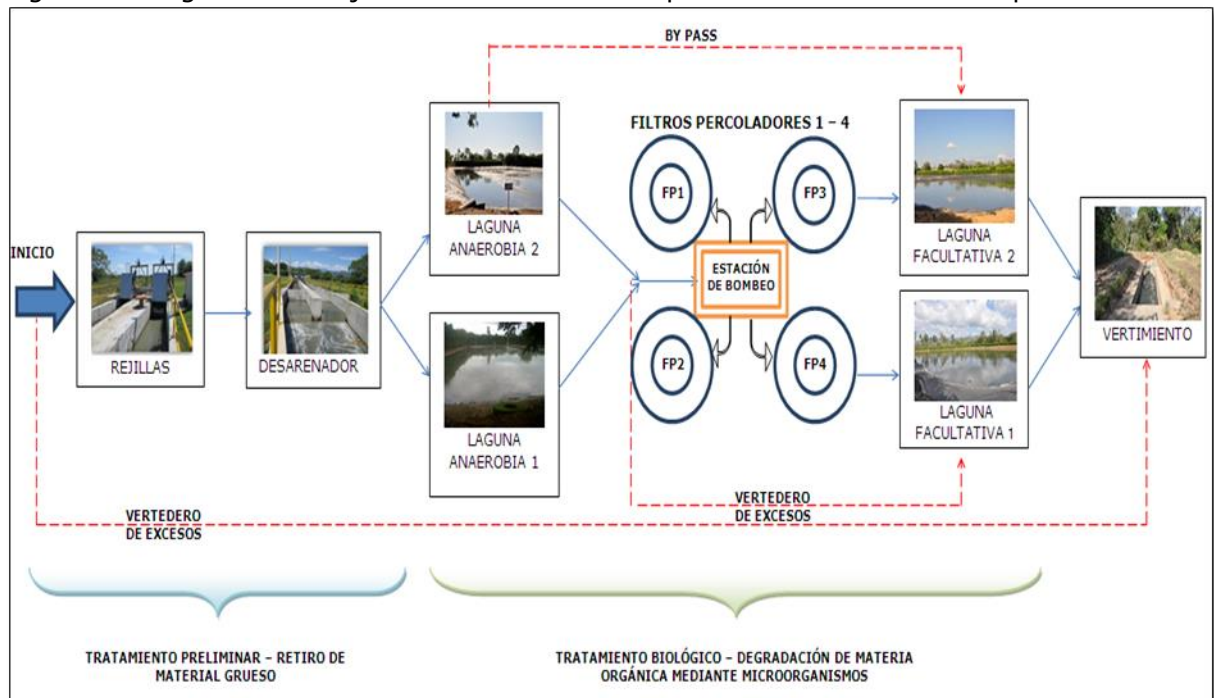 BY PASS
FILTROS PERCOLADORES 1 – 4
FP1
FP3
LAGUNA
ANAEROBIA 2
LAGUNA
FACULTATIVA 2
INICIO
ESTACIÓN
DE BOMBEO
REJILLAS
DESARENADOR
VERTIMIENTO
FP2
FP4
LAGUNA
ANAEROBIA 1
LAGUNA
FACULTATIVA 1
VERTEDERO
DE EXCESOS
VERTEDERO
DE EXCESOS
TRATAMIENTO PRELIMINAR – RETIRO DE
MATERIAL GRUESO
TRATAMIENTO BIOLÓGICO – DEGRADACIÓN DE MATERIA
ORGÁNICA MEDIANTE MICROORGANISMOS